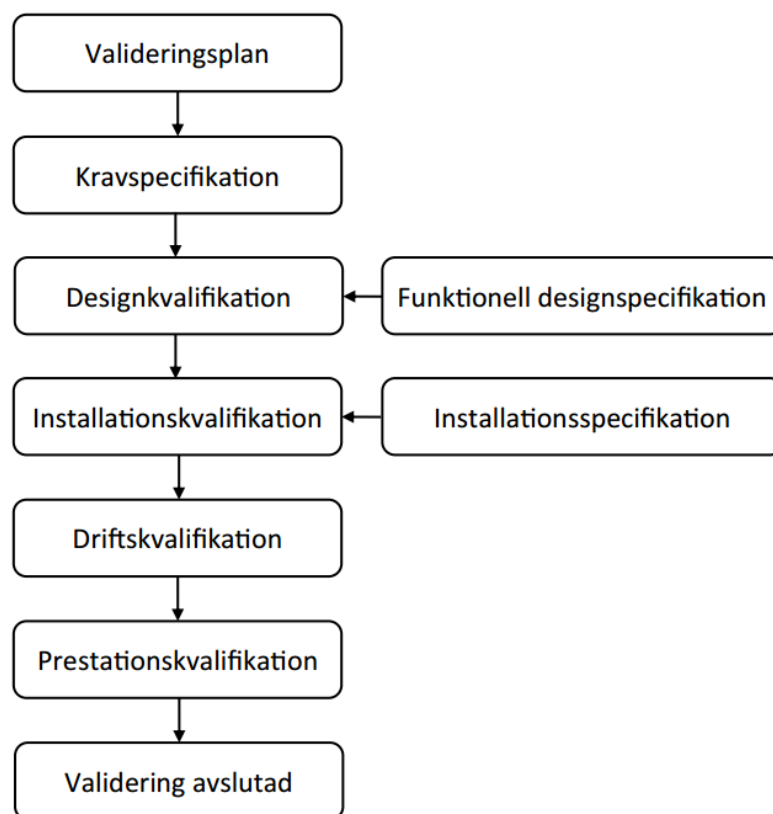 Valideringsplan
Kravspecifikation
Designkvalifikation
Funktionell designspecifikation
Installationskvalifikation
Installationsspecifikation
Driftskvalifikation
Prestationskvalifikation
Validering avslutad